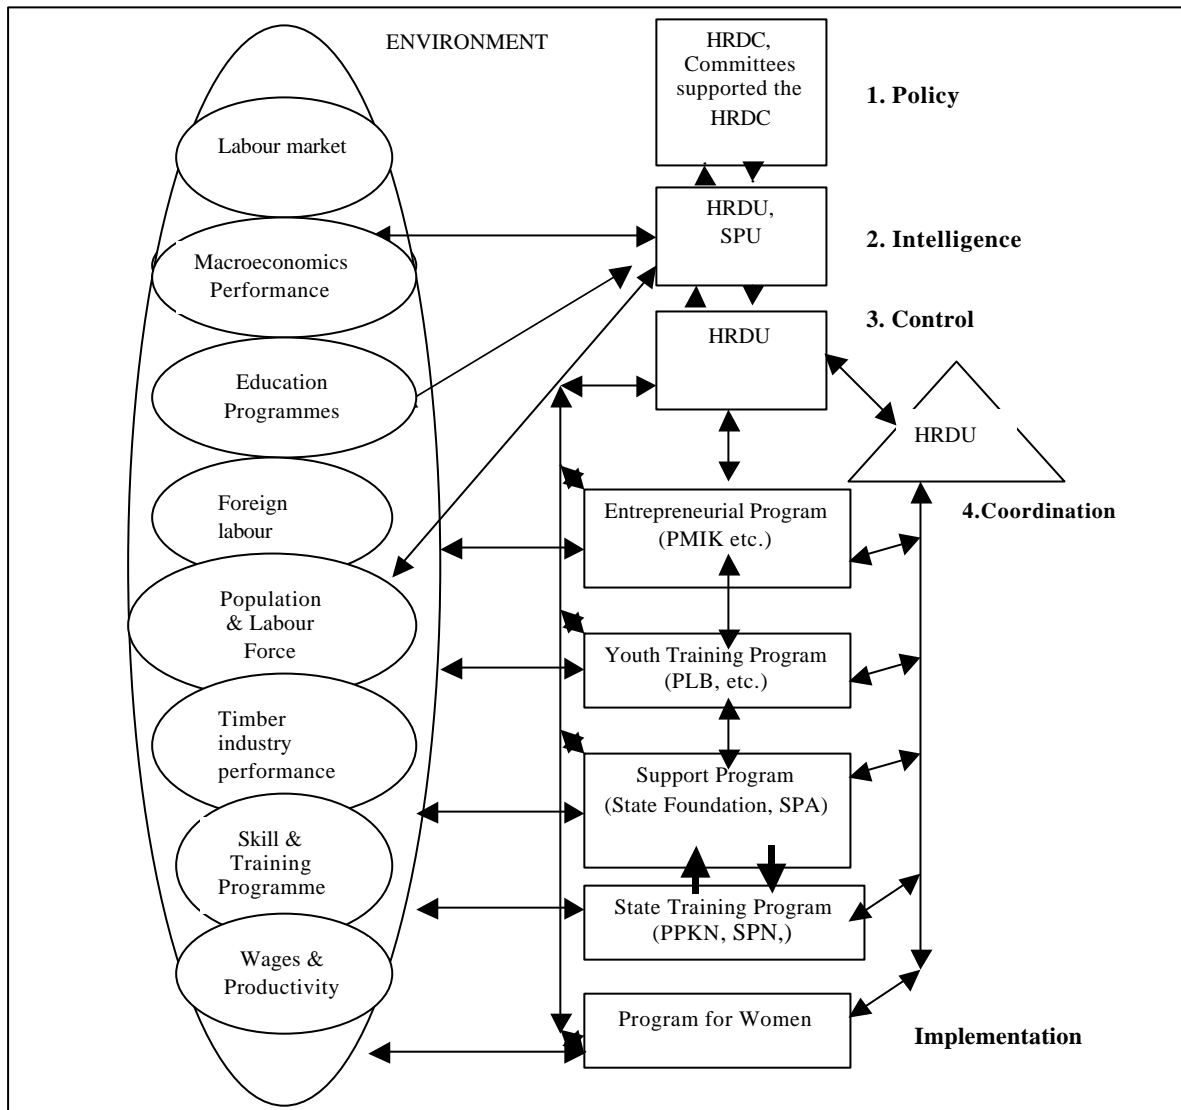 ENVIRONMENT
Labour market
Macroeconomics
Performance
Education
Programmes
Foreign
labour
Population
& Labour
Force
Timber
industry
performance
Skill &
Training
Programme
Wages &
Productivity
HRDC,
Committees
supported the
HRDC
1. Policy
HRDU,
SPU
2. Intelligence
HRDU
3. Control
HRDU
4.Coordination
Entrepreneurial Program
(PMIK etc.)
Youth Training Program
(PLB, etc.)
Support Program
(State Foundation, SPA)
State Training Program
(PPKN, SPN,)
Program for Women
Implementation